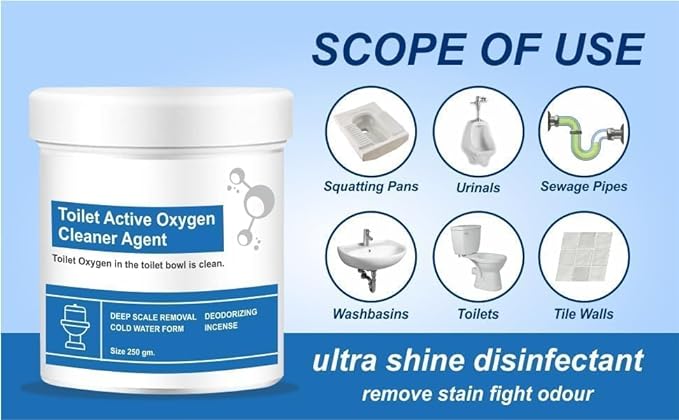 SCOPE OF USE
Toilet Active Oxygen
Cleaner Agent
Toilet Oxygen in the toilet bowl is clean.
DEEP SCALE REMOVAL DEODORIZING
COLD WATER FORM INCENSE
Size 250 gm.
Squatting Pans
Urinals
Sewage Pipes
Washbasins
Toilets
Tile Walls
ultra shine disinfectant
remove stain fight odour